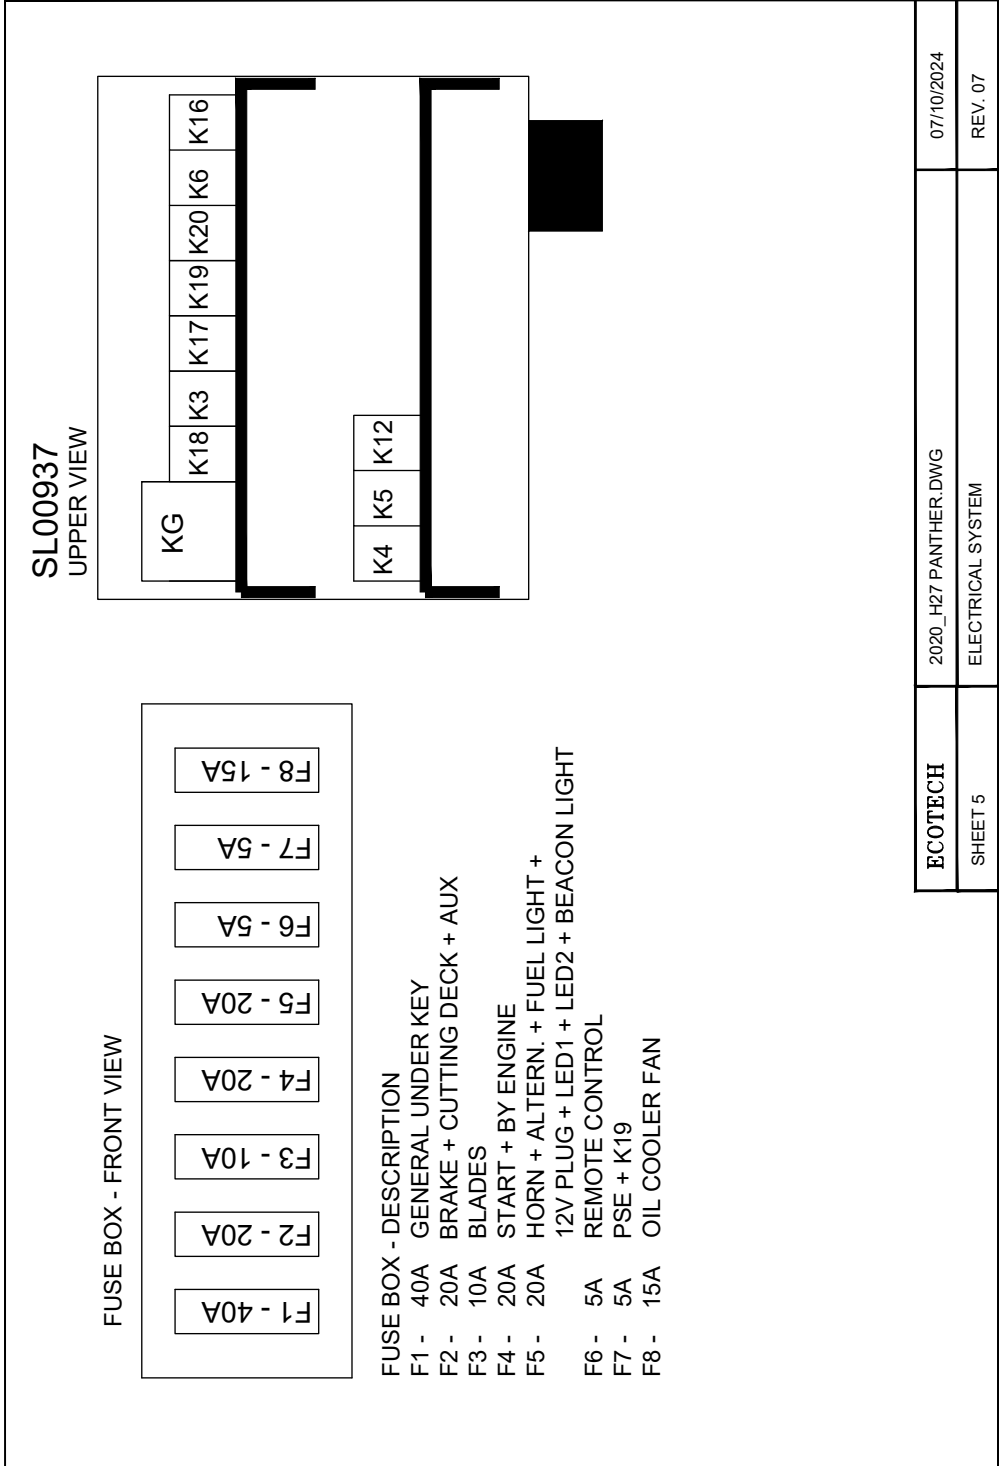 FUSE BOX - FRONT VIEW
F1 - 40A
F2 - 20A
F3 - 10A
F4 - 20A
F5 - 20A
F6 - 5A
F7 - 5A
F8 - 15A
FUSE BOX - DESCRIPTION
F1 - 40A GENERAL UNDER KEY
F2 - 20A BRAKE + CUTTING DECK + AUX
F3 - 10A BLADES
F4 - 20A START + BY ENGINE
F5 - 20A HORN + ALTERN. + FUEL LIGHT +
12V PLUG + LED1 + LED2 + BEACON LIGHT
F6 - 5A REMOTE CONTROL
F7 - 5A PSE + K19
F8 - 15A OIL COOLER FAN
SL00937
UPPER VIEW
KG
K18
K3
K17
K19
K20
K6
K16
K4
K5
K12
ECOTECH
2020_H27 PANTHER.DWG
07/10/2024
SHEET 5
ELECTRICAL SYSTEM
REV. 07